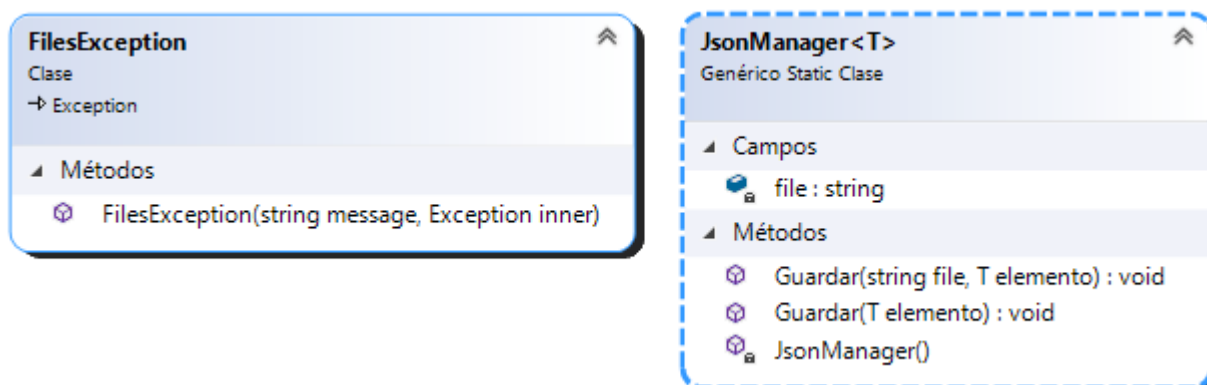 FilesException
Clase
Exception
Métodos
FilesException(string message, Exception inner)
JsonManager<T>
Genérico Static Clase
Campos
file : string
Métodos
Guardar(string file, T elemento) : void
Guardar(T elemento) : void
JsonManager()